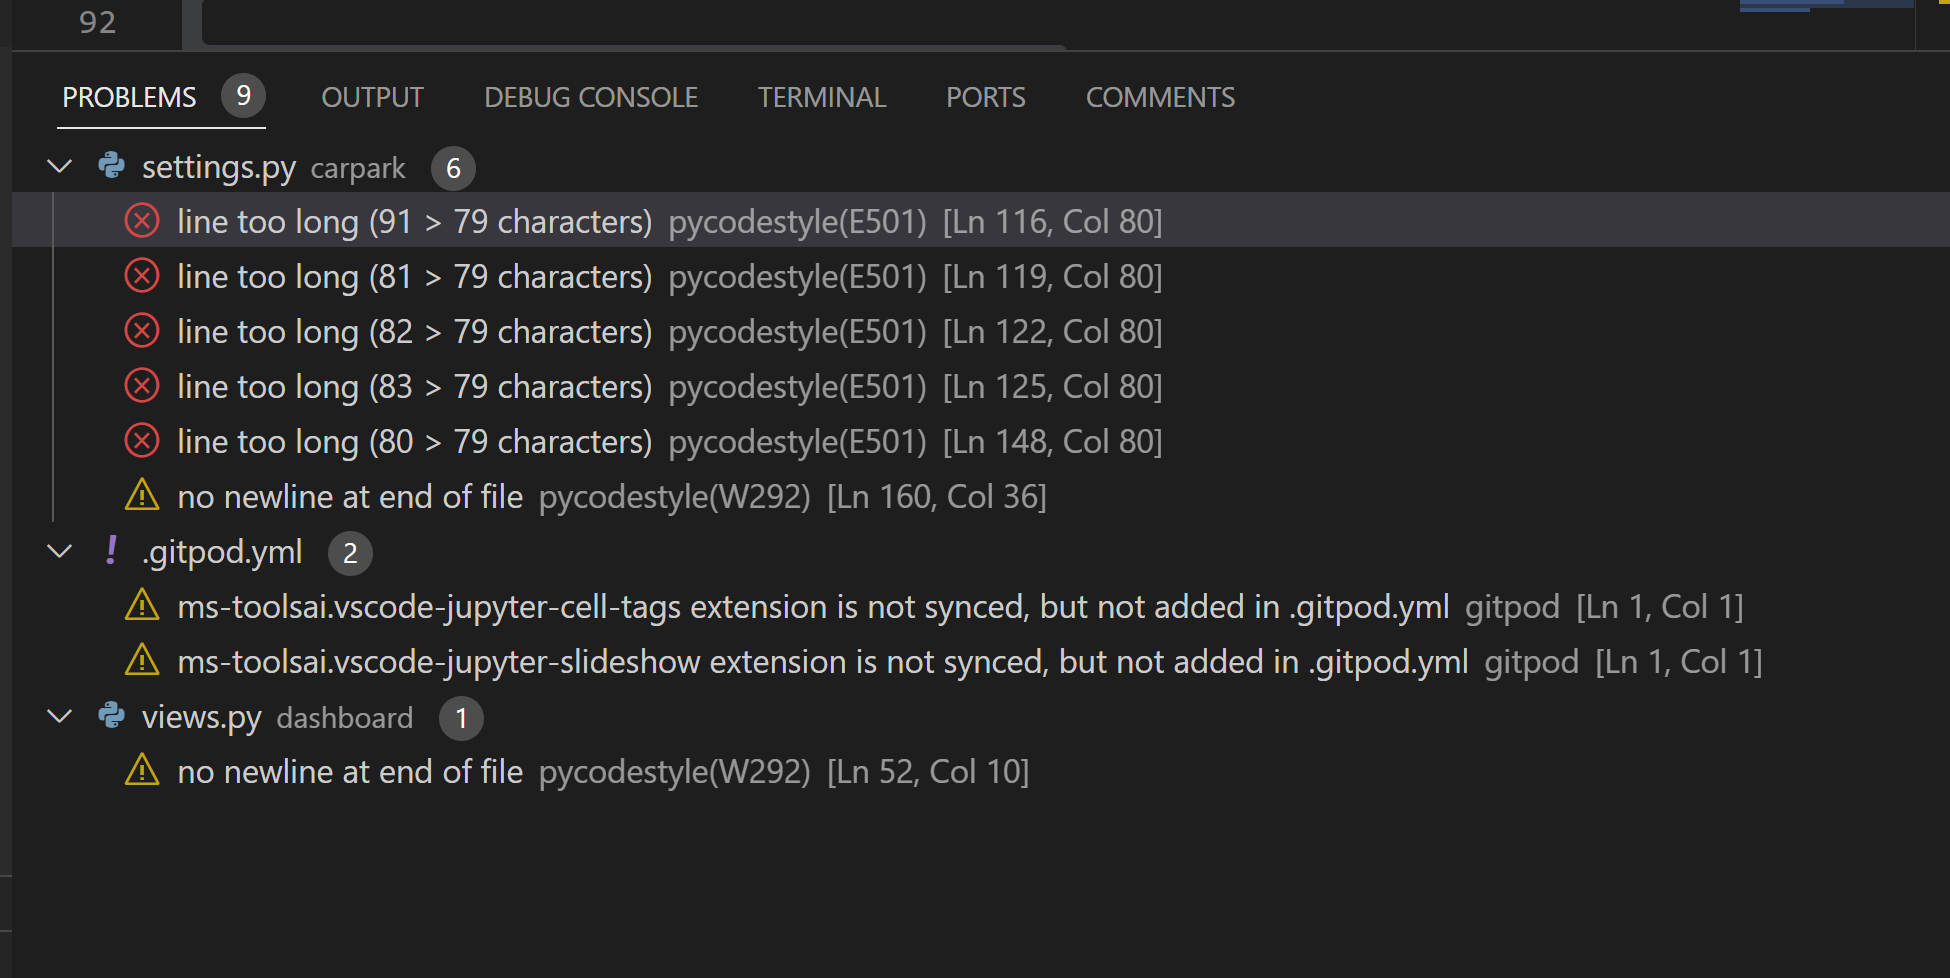 92
PROBLEMS 9 OUTPUT DEBUG CONSOLE TERMINAL PORTS COMMENTS
settings.py carpark 6
line too long (91 > 79 characters) pycodestyle(E501) [Ln 116, Col 80]
line too long (81 > 79 characters) pycodestyle(E501) [Ln 119, Col 80]
line too long (82 > 79 characters) pycodestyle(E501) [Ln 122, Col 80]
line too long (83 > 79 characters) pycodestyle(E501) [Ln 125, Col 80]
line too long (80 > 79 characters) pycodestyle(E501) [Ln 148, Col 80]
no newline at end of file pycodestyle(W292) [Ln 160, Col 36]
! .gitpod.yml 2
ms-toolsai.vscode-jupyter-cell-tags extension is not synced, but not added in .gitpod.yml gitpod [Ln 1, Col 1]
ms-toolsai.vscode-jupyter-slideshow extension is not synced, but not added in .gitpod.yml gitpod [Ln 1, Col 1]
views.py dashboard 1
no newline at end of file pycodestyle(W292) [Ln 52, Col 10]